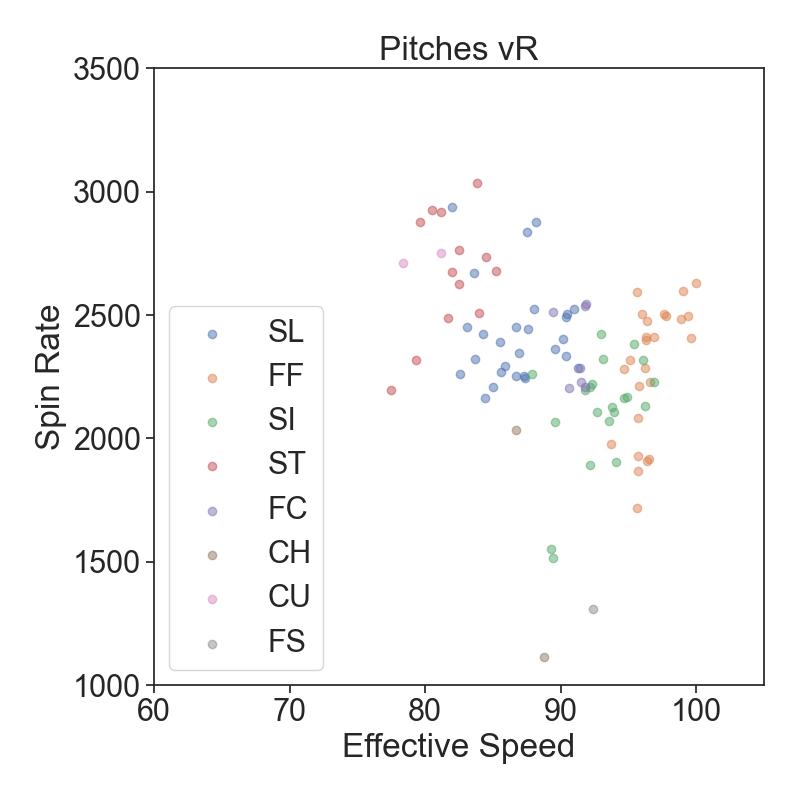 Pitches vR
3500
3000
2500
2000
1500
1000
Spin Rate
SL
FF
SI
ST
FC
CH
CU
FS
60 70 80 90 100
Effective Speed